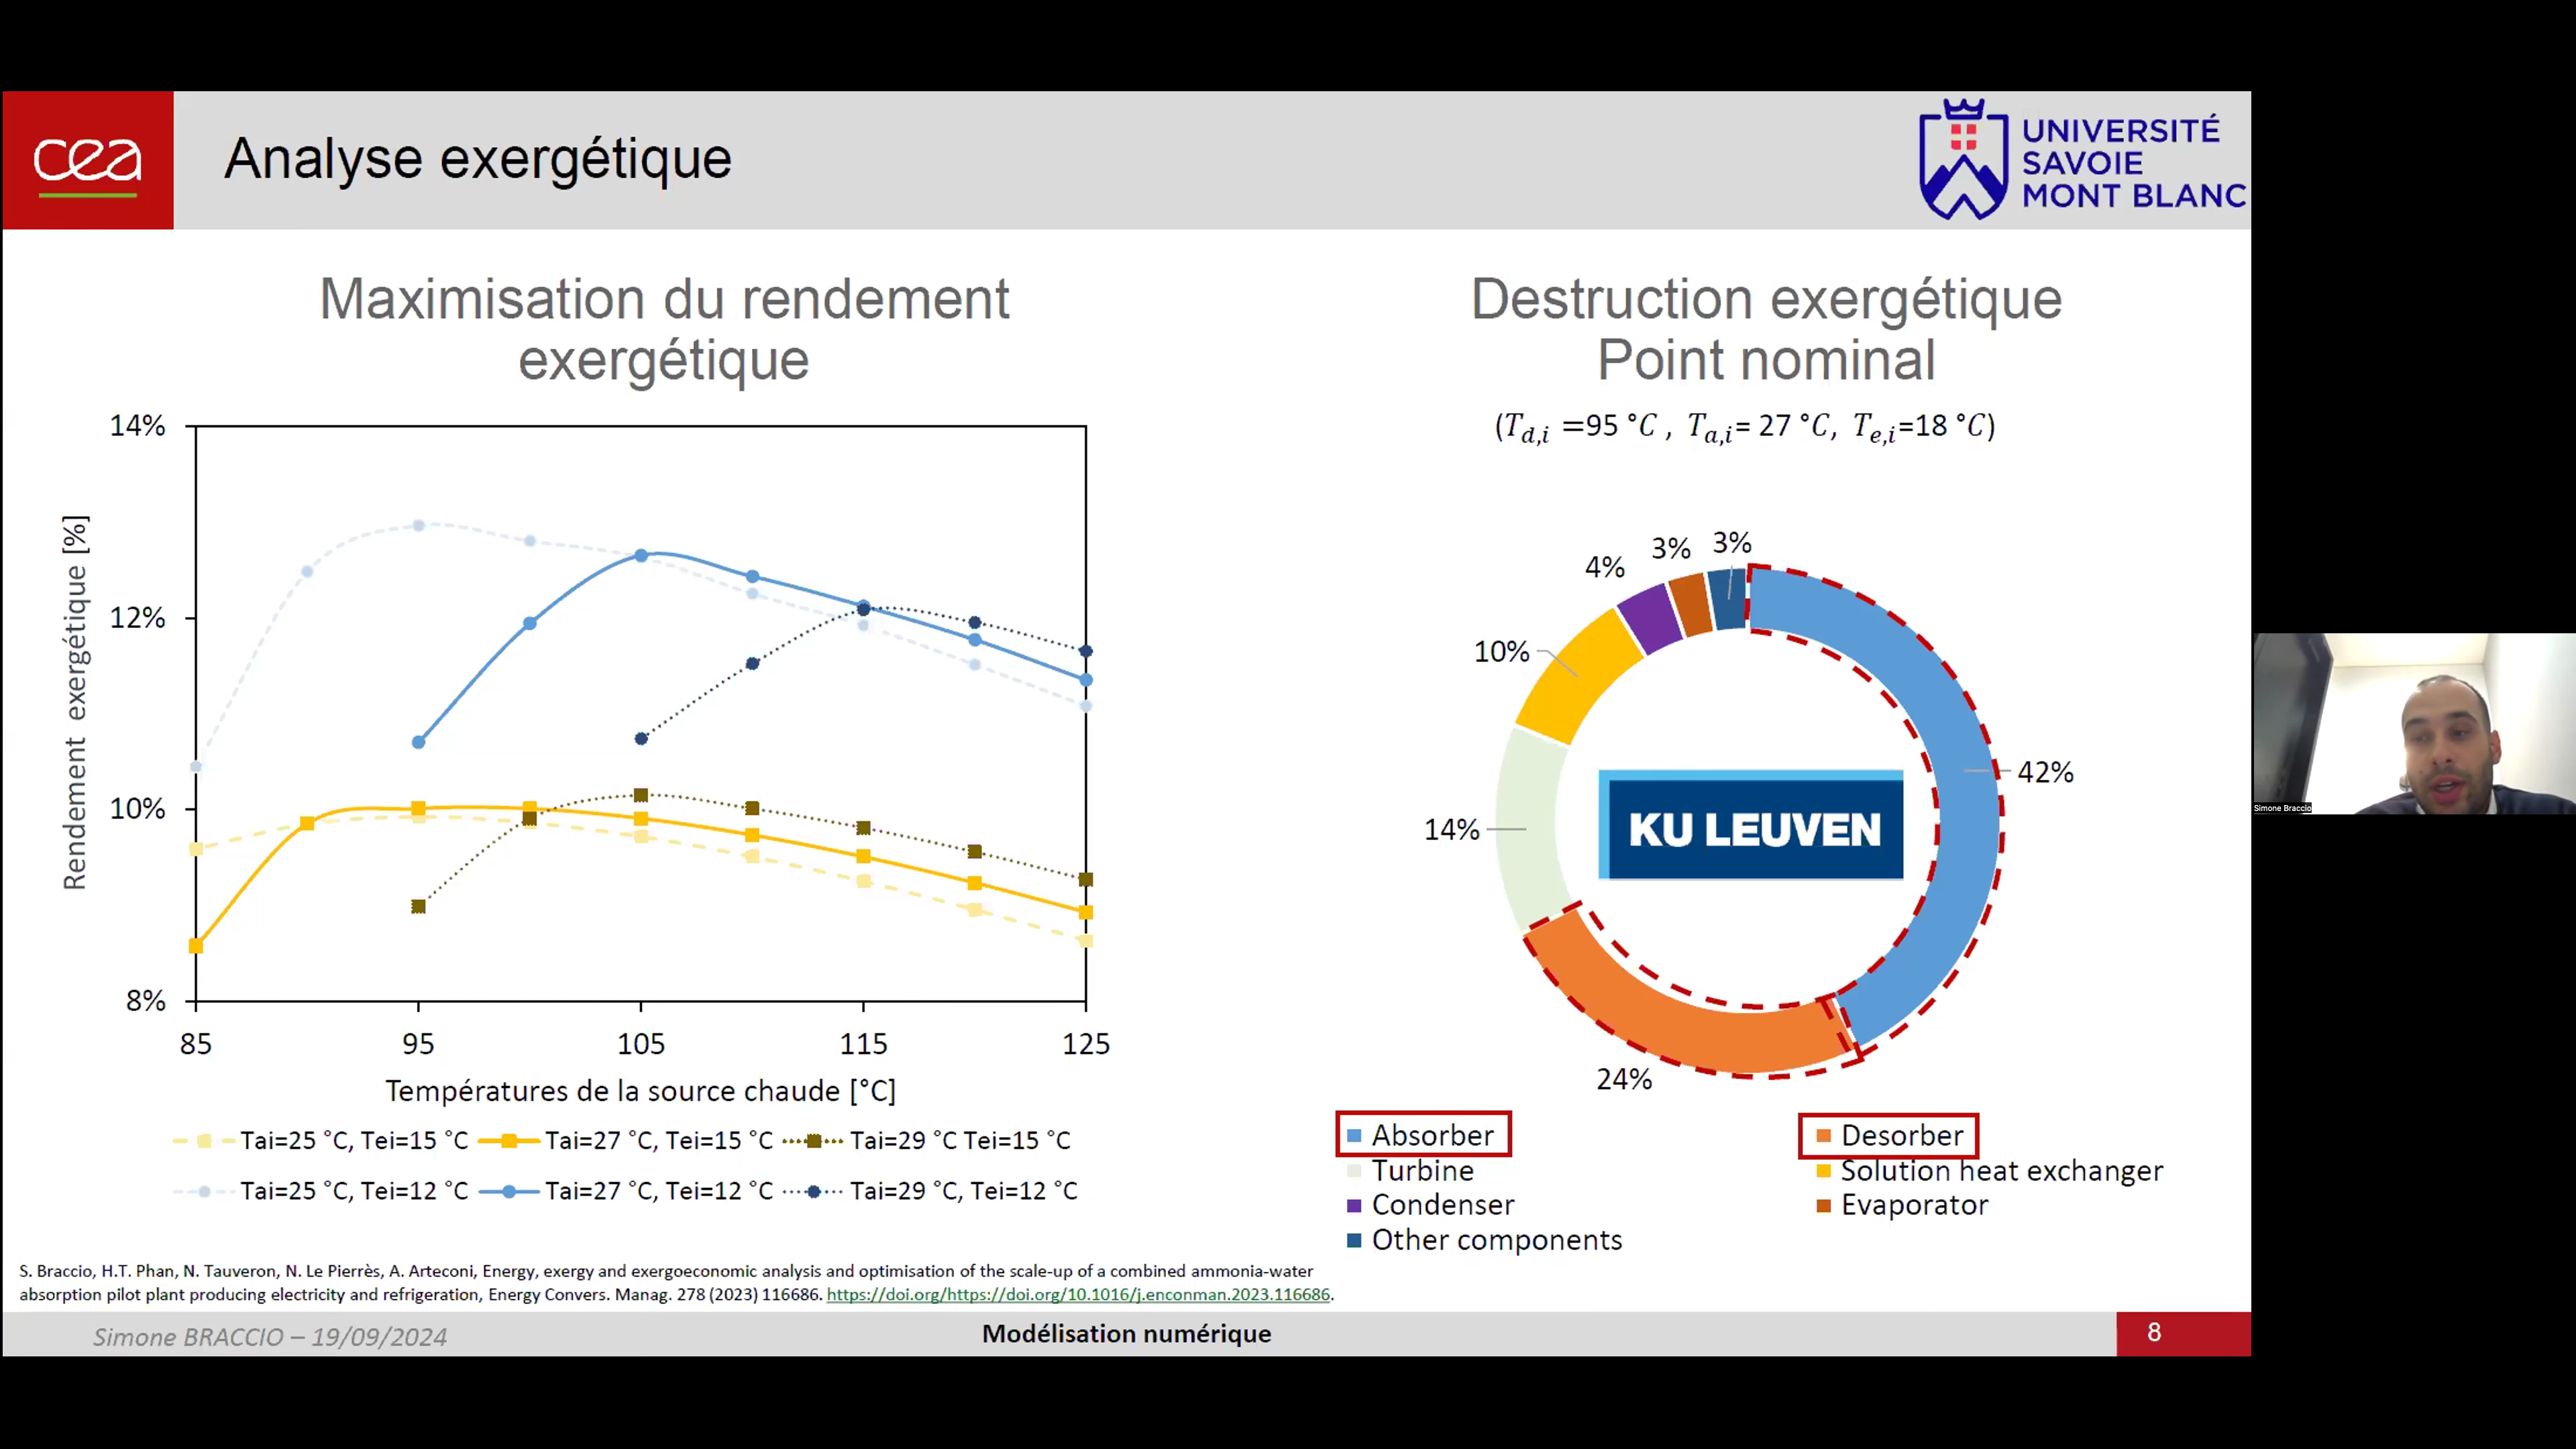 cea
Analyse exergétique
UNIVERSITÉ
SAVOIE
MONT BLANC
Maximisation du rendement
exergétique
14%
12%
10%
8%
Rendement exergétique [%]
85 95 105 115 125
Températures de la source chaude [°C]
Tai=25 °C, Tei=15 °C Tai=27 °C, Tei=15 °C Tai=29 °C Tei=15 °C
Tai=25 °C, Tei=12 °C Tai=27 °C, Tei=12 °C Tai=29 °C, Tei=12 °C
Destruction exergétique
Point nominal
(T_{d,i} =95 °C , T_{a,i}= 27 °C, T_{e,i}=18 °C)
4% 3% 3%
10%
42%
14%
KU LEUVEN
24%
Absorber Desorber
Turbine Solution heat exchanger
Condenser Evaporator
Other components
S. Braccio, H.T. Phan, N. Tauveron, N. Le Pierrès, A. Arteconi, Energy, exergy and exergoeconomic analysis and optimisation of the scale-up of a combined ammonia-water
absorption pilot plant producing electricity and refrigeration, Energy Convers. Manag. 278 (2023) 116686. https://doi.org/https://doi.org/10.1016/j.enconman.2023.116686.
Simone BRACCIO – 19/09/2024 Modélisation numérique 8
Simone Braccio